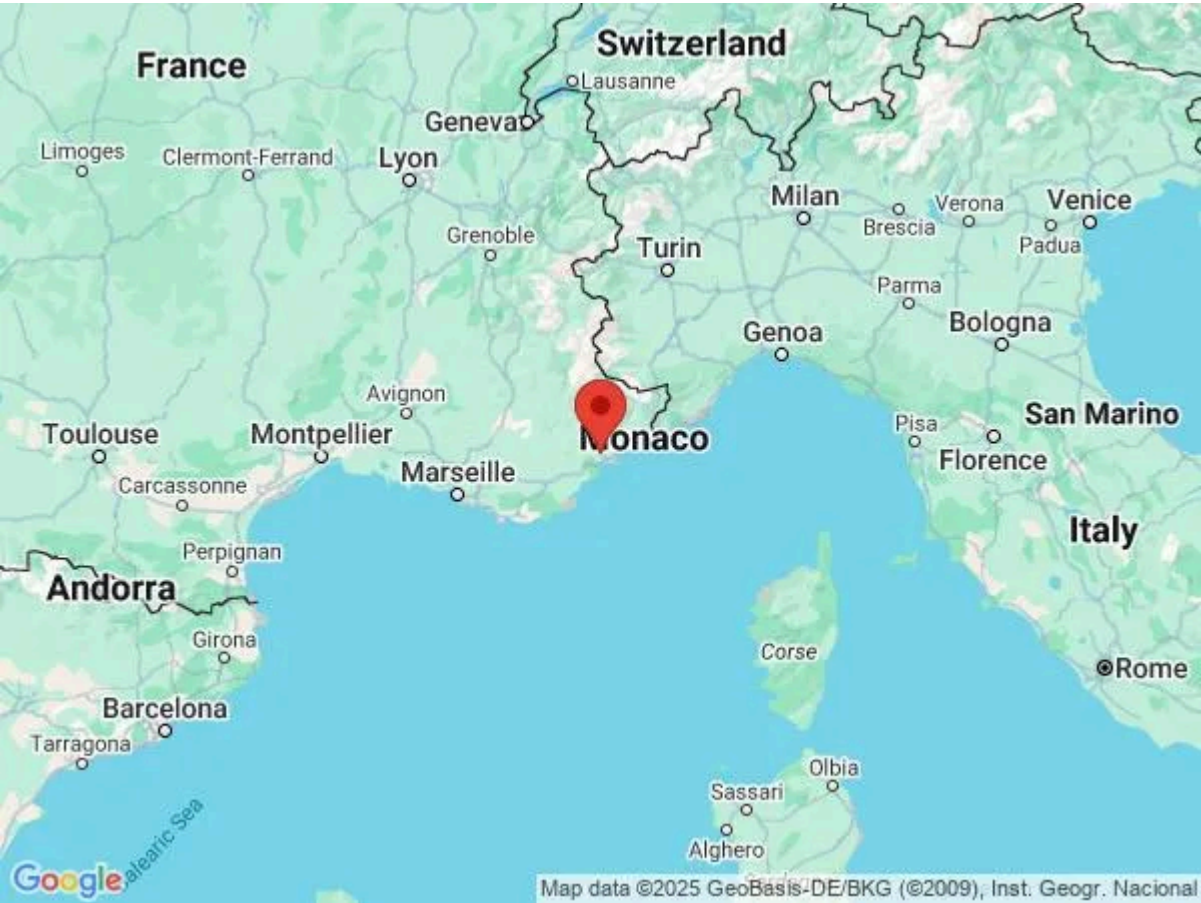 Switzerland
France
Lausanne
Geneva
Limoges
Clermont-Ferrand
Lyon
Milan
Verona
Venice
Brescia
Padua
Grenoble
Turin
Parma
Genoa
Bologna
Avignon
San Marino
Pisa
Toulouse
Montpellier
Monaco
Florence
Marseille
Carcassonne
Italy
Perpignan
Andorra
Girona
Corse
Rome
Barcelona
Tarragona
Olbia
Sassari
Alghero
Balearic Sea
Google
Map data ©2025 GeoBasis-DE/BKG (©2009), Inst. Geogr. Nacional